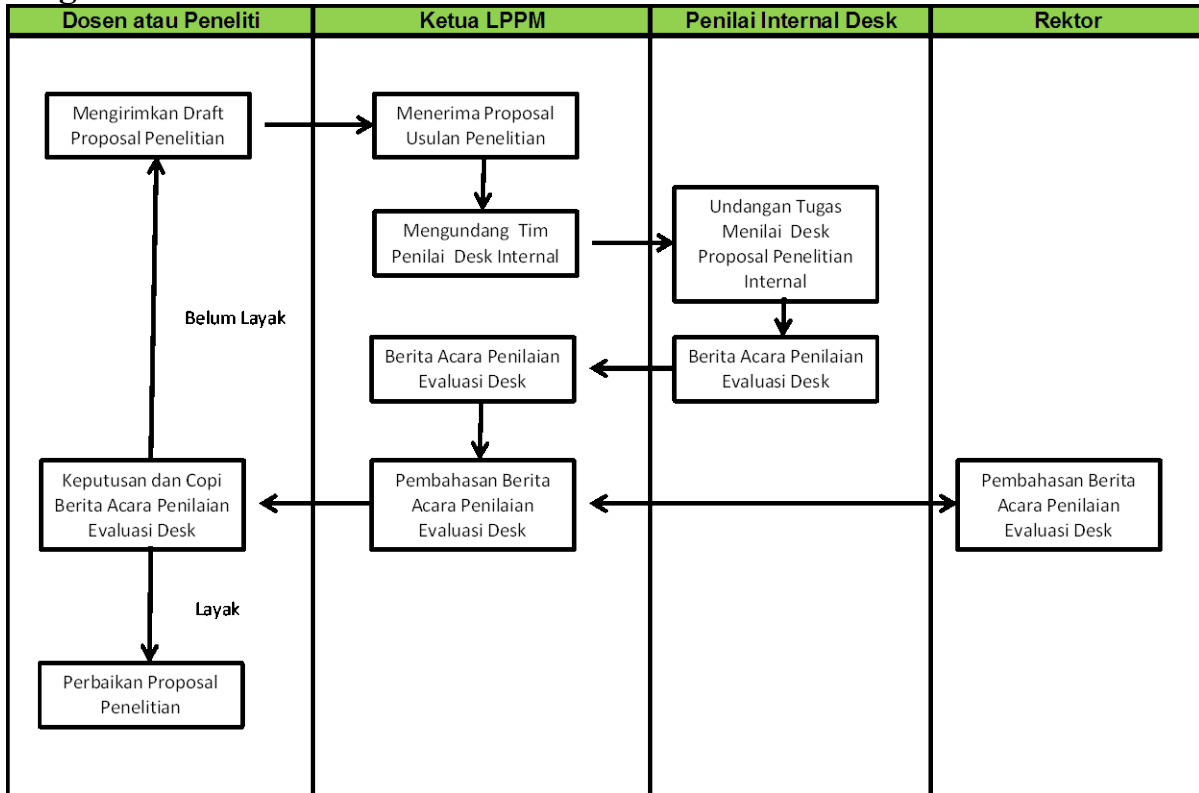 Dosen atau Peneliti
Ketua LPPM
Penilai Internal Desk
Rektor
Mengirimkan Draft
Proposal Penelitian
Menerima Proposal
Usulan Penelitian
Mengundang Tim
Penilai Desk Internal
Undangan Tugas
Menilai Desk
Proposal Penelitian
Internal
Belum Layak
Berita Acara Penilaian
Evaluasi Desk
Berita Acara Penilaian
Evaluasi Desk
Keputusan dan Copi
Berita Acara Penilaian
Evaluasi Desk
Pembahasan Berita
Acara Penilaian
Evaluasi Desk
Pembahasan Berita
Acara Penilaian
Evaluasi Desk
Layak
Perbaikan Proposal
Penelitian